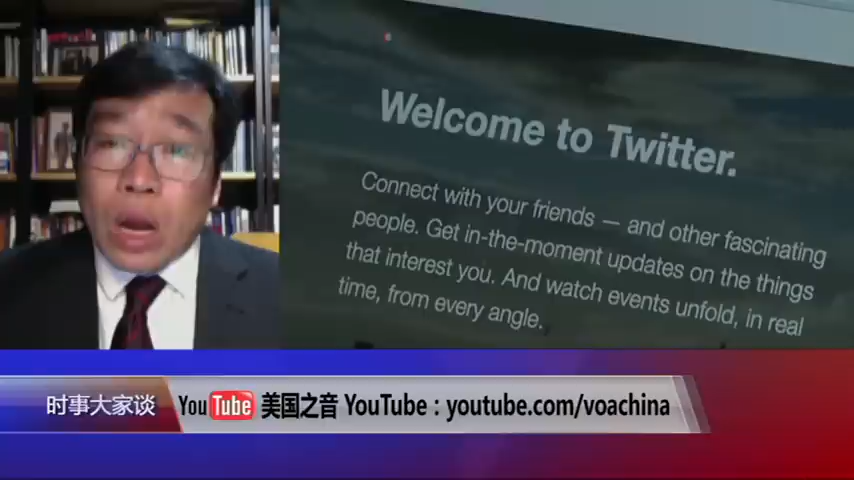 Welcome to Twitter.
Connect with your friends — and other fascinating
people. Get in-the-moment updates on the things
that interest you. And watch events unfold, in real
time, from every angle.
时事大家谈
YouTube 美国之音 YouTube : youtube.com/voachina